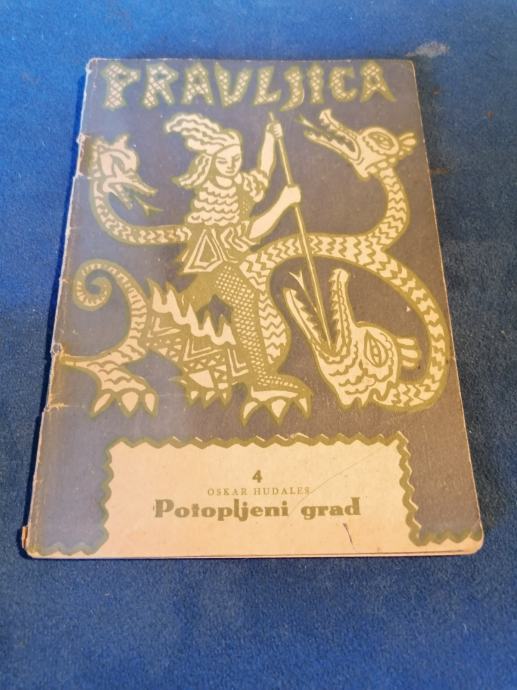 PRAVLJICA
4
OSKAR HUDALES
Potopljeni grad